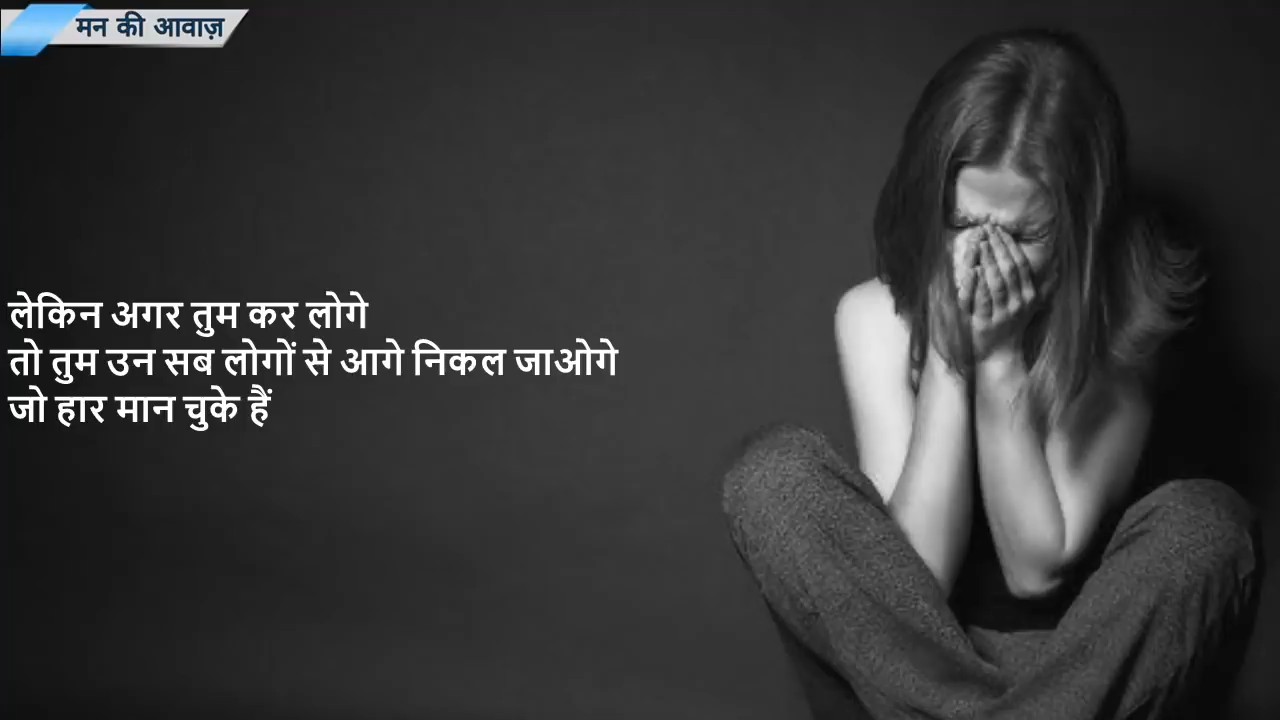 मन की आवाज़
लेकिन अगर तुम कर लोगे
तो तुम उन सब लोगों से आगे निकल जाओगे
जो हार मान चुके हैं